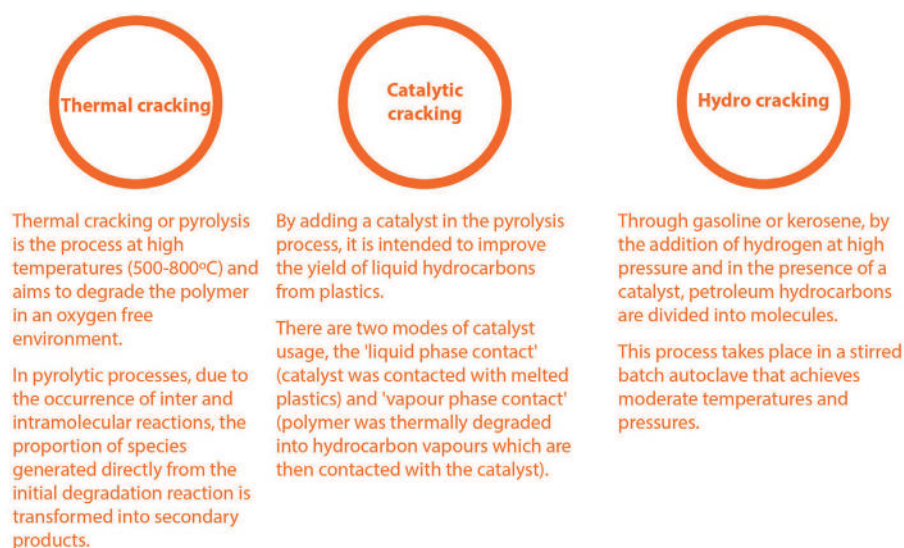 Thermal cracking
Catalytic
cracking
Hydro cracking
Thermal cracking or pyrolysis
is the process at high
temperatures (500-800ºC) and
aims to degrade the polymer
in an oxygen free
environment.
In pyrolytic processes, due to
the occurrence of inter and
intramolecular reactions, the
proportion of species
generated directly from the
initial degradation reaction is
transformed into secondary
products.
By adding a catalyst in the pyrolysis
process, it is intended to improve
the yield of liquid hydrocarbons
from plastics.
There are two modes of catalyst
usage, the 'liquid phase contact'
(catalyst was contacted with melted
plastics) and 'vapour phase contact'
(polymer was thermally degraded
into hydrocarbon vapours which are
then contacted with the catalyst).
Through gasoline or kerosene, by
the addition of hydrogen at high
pressure and in the presence of a
catalyst, petroleum hydrocarbons
are divided into molecules.
This process takes place in a stirred
batch autoclave that achieves
moderate temperatures and
pressures.